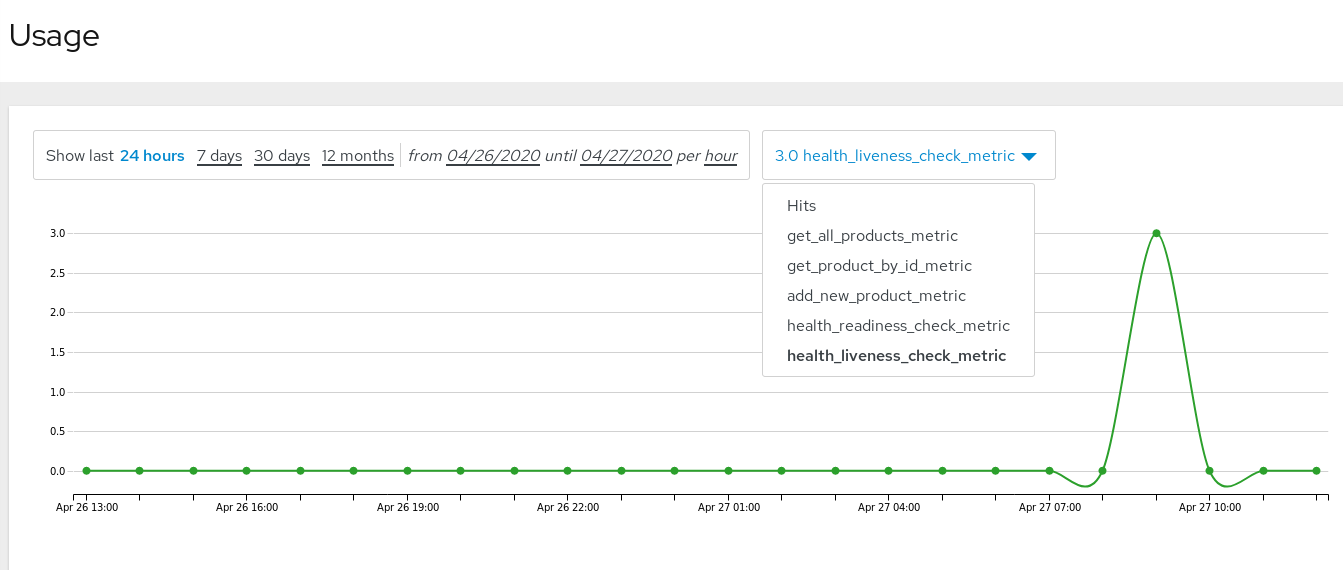 Usage
Show last 24 hours 7 days 30 days 12 months from 04/26/2020 until 04/27/2020 per hour
3.0 health_liveness_check_metric
Hits
get_all_products_metric
get_product_by_id_metric
add_new_product_metric
health_readiness_check_metric
health_liveness_check_metric
3.0
2.5
2.0
1.5
1.0
0.5
0.0
Apr 26 13:00 Apr 26 16:00 Apr 26 19:00 Apr 26 22:00 Apr 27 01:00 Apr 27 04:00 Apr 27 07:00 Apr 27 10:00